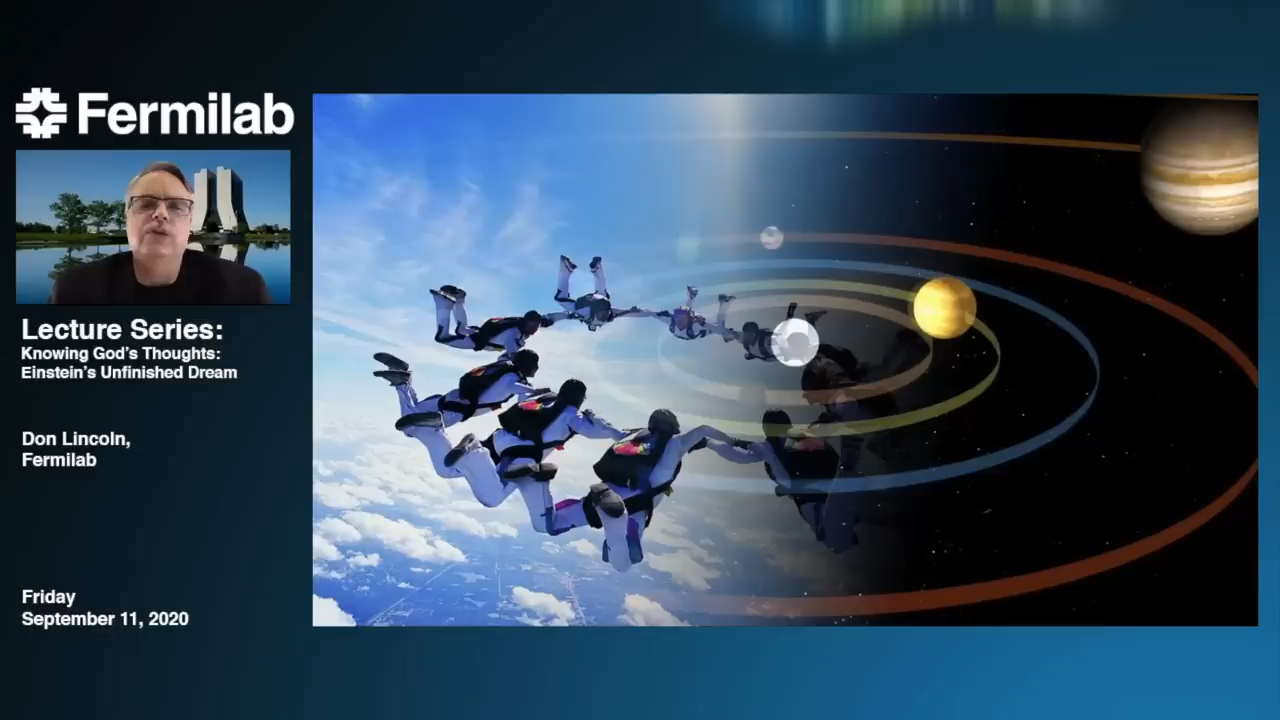 Fermilab
Lecture Series:
Knowing God's Thoughts:
Einstein's Unfinished Dream
Don Lincoln,
Fermilab
Friday
September 11, 2020